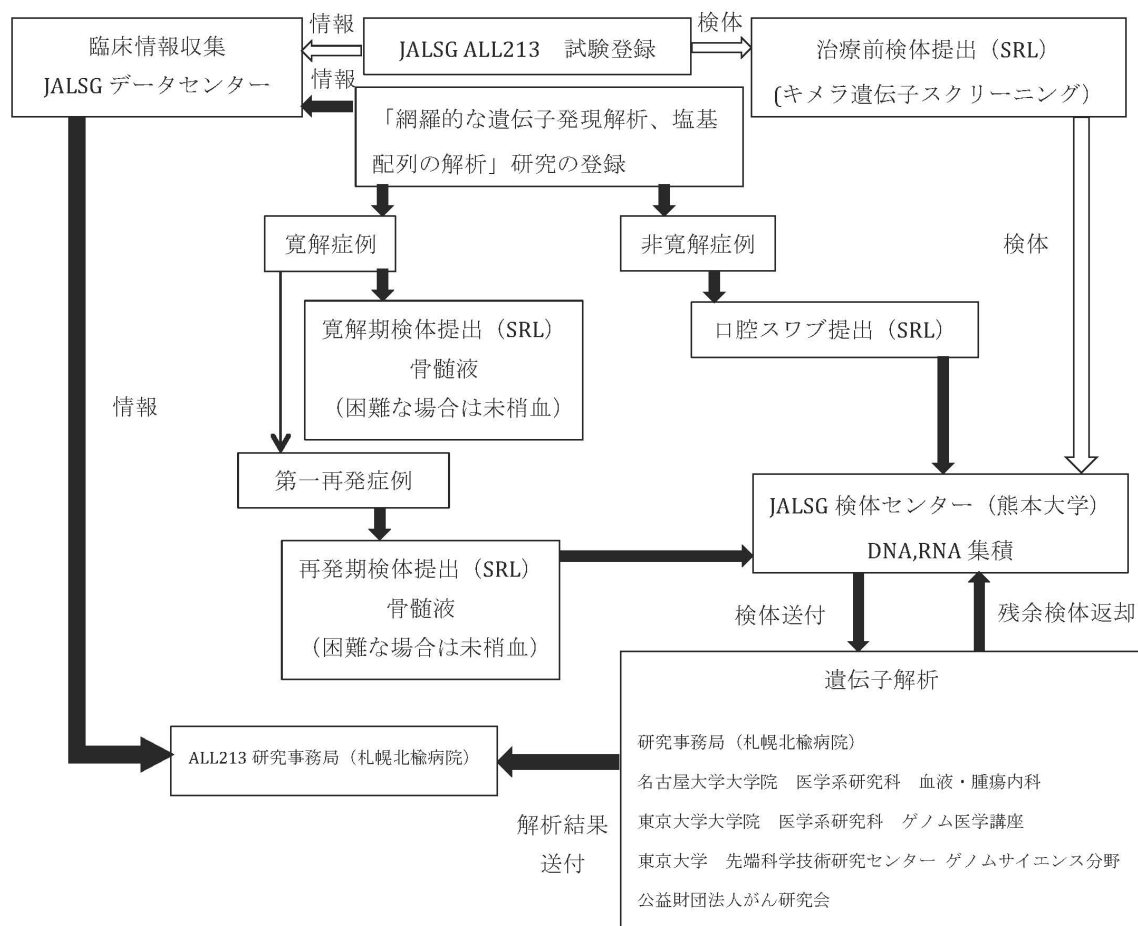 情報
検体
臨床情報収集
JALSG データセンター
JALSG ALL213　試験登録
治療前検体提出（SRL）
(キメラ遺伝子スクリーニング）
情報
「網羅的な遺伝子発現解析、塩基
配列の解析」研究の登録
寛解症例
非寛解症例
検体
寛解期検体提出（SRL）
骨髄液
（困難な場合は末梢血）
口腔スワブ提出（SRL）
情報
第一再発症例
JALSG 検体センター（熊本大学）
DNA,RNA 集積
再発期検体提出（SRL）
骨髄液
（困難な場合は末梢血）
検体送付
残余検体返却
遺伝子解析
研究事務局（札幌北楡病院）
名古屋大学大学院　医学系研究科　血液・腫瘍内科
東京大学大学院　医学系研究科　ゲノム医学講座
東京大学　先端科学技術研究センター ゲノムサイエンス分野
公益財団法人がん研究会
ALL213 研究事務局（札幌北楡病院）
解析結果
送付